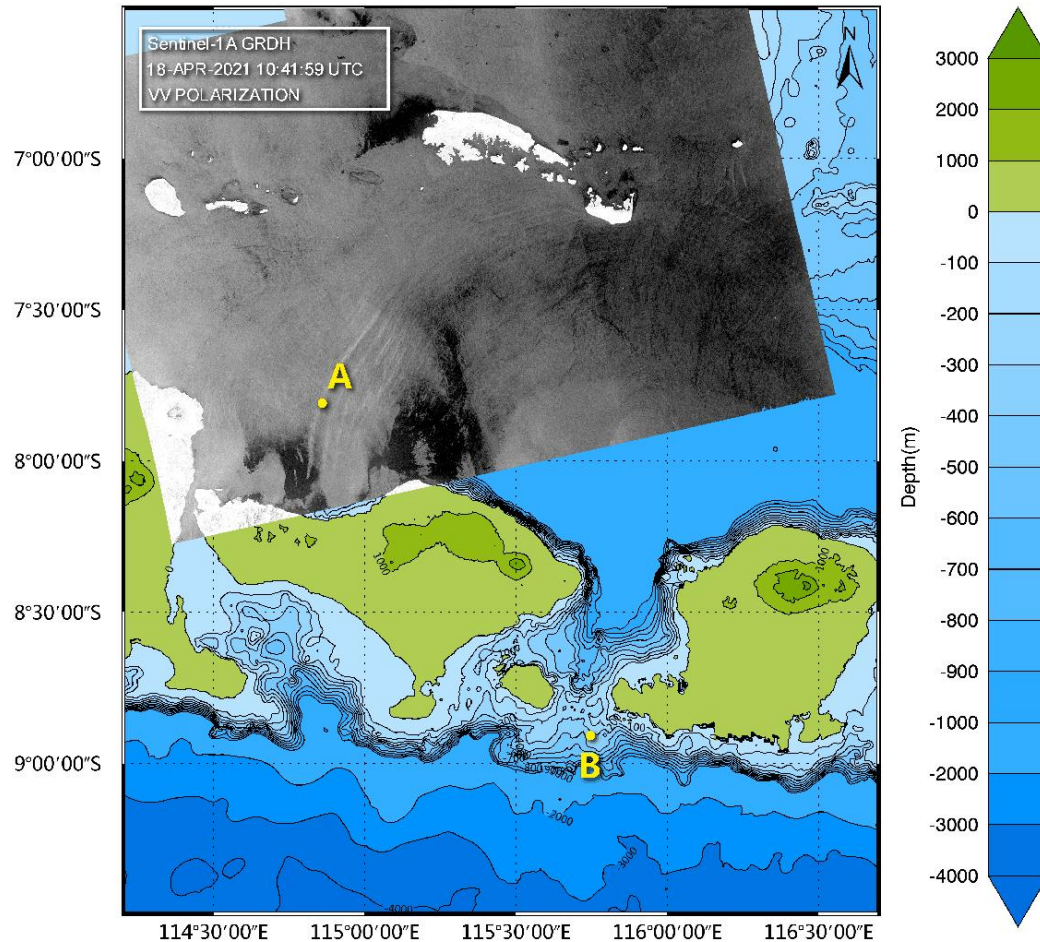 Sentinel-1A GRDH
18-APR-2021 10:41:59 UTC
VV POLARIZATION
N
7°00′00″S
7°30′00″S
8°00′00″S
8°30′00″S
9°00′00″S
A
B
1000
-1000
-100
-2000
-3000
-4000
114°30′00″E
115°00′00″E
115°30′00″E
116°00′00″E
116°30′00″E
Depth(m)
3000
2000
1000
0
-100
-200
-300
-400
-500
-600
-700
-800
-900
-1000
-2000
-3000
-4000